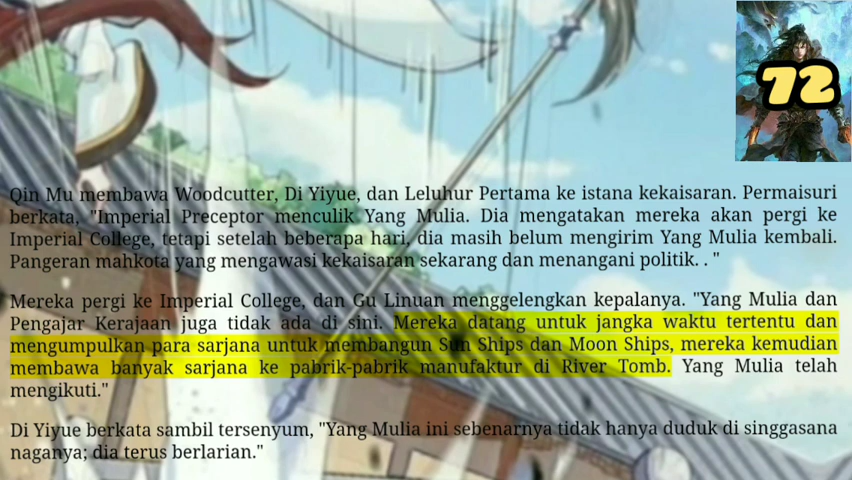 72
Qin Mu membawa Woodcutter, Di Yiyue, dan Leluhur Pertama ke istana kekaisaran. Permaisuri
berkata, "Imperial Preceptor menculik Yang Mulia. Dia mengatakan mereka akan pergi ke
Imperial College, tetapi setelah beberapa hari, dia masih belum mengirim Yang Mulia kembali.
Pangeran mahkota yang mengawasi kekaisaran sekarang dan menangani politik. . "
Mereka pergi ke Imperial College, dan Gu Linuan menggelengkan kepalanya. "Yang Mulia dan
Pengajar Kerajaan juga tidak ada di sini. Mereka datang untuk jangka waktu tertentu dan
mengumpulkan para sarjana untuk membangun Sun Ships dan Moon Ships, mereka kemudian
membawa banyak sarjana ke pabrik-pabrik manufaktur di River Tomb. Yang Mulia telah
mengikuti."
Di Yiyue berkata sambil tersenyum, "Yang Mulia ini sebenarnya tidak hanya duduk di singgasana
naganya; dia terus berlarian."